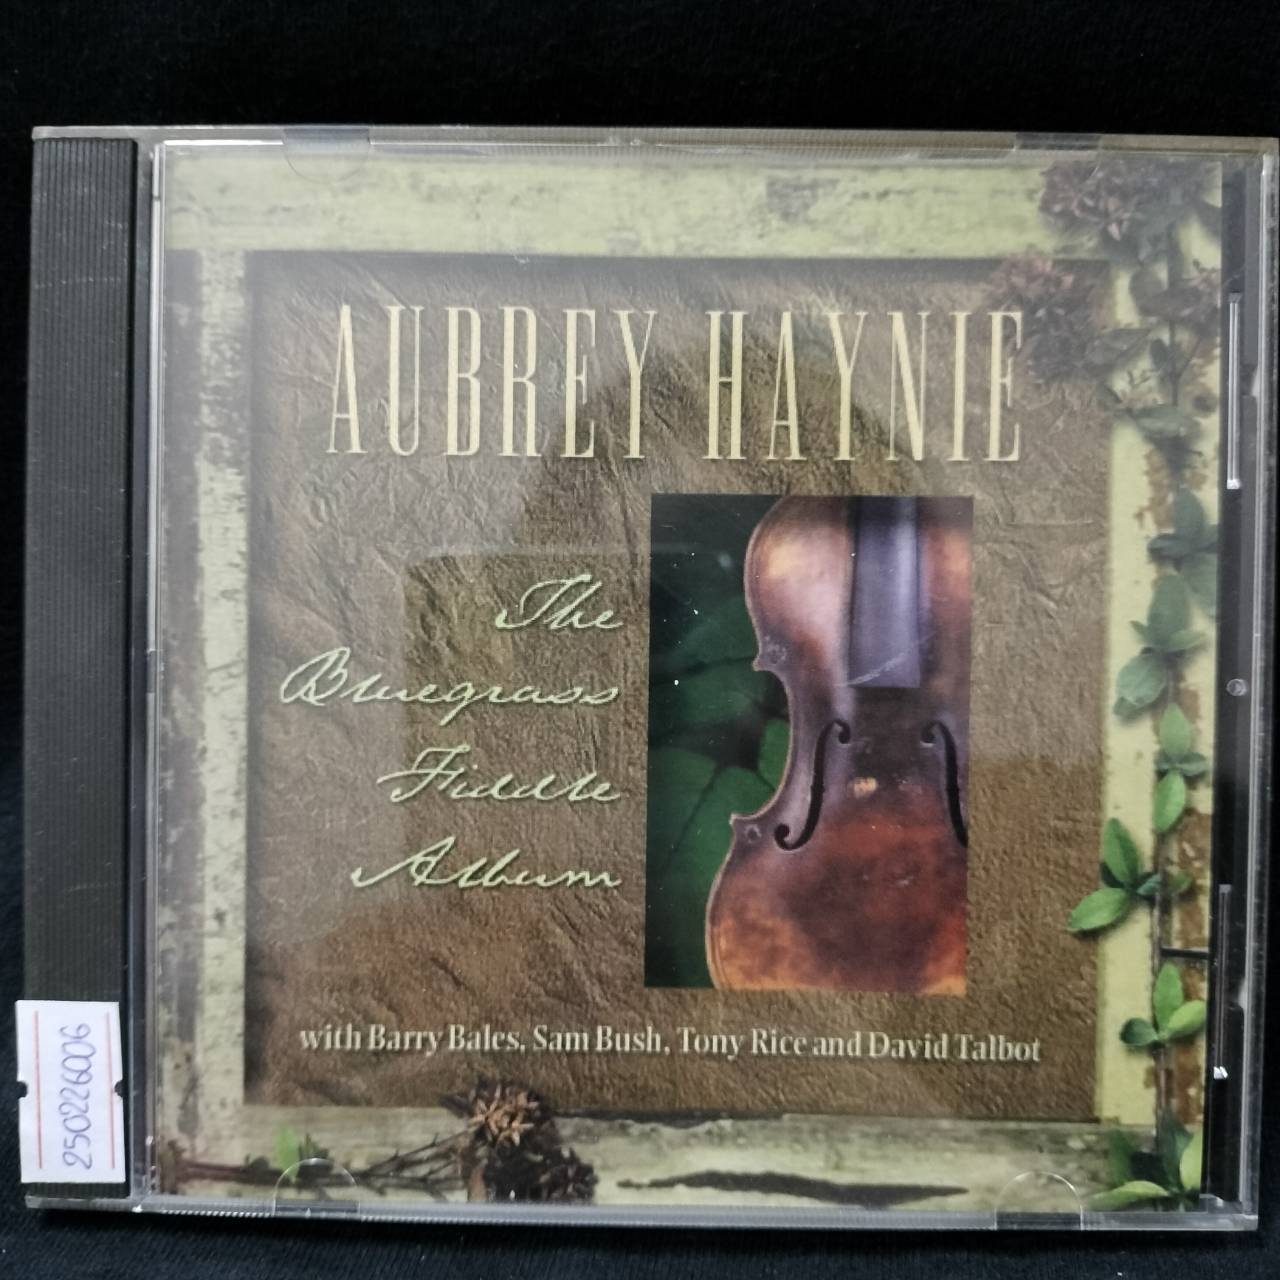 AUBREY HAYNIE
The
Bluegrass
Fiddle
Album
with Barry Bales, Sam Bush, Tony Rice and David Talbot
250226006